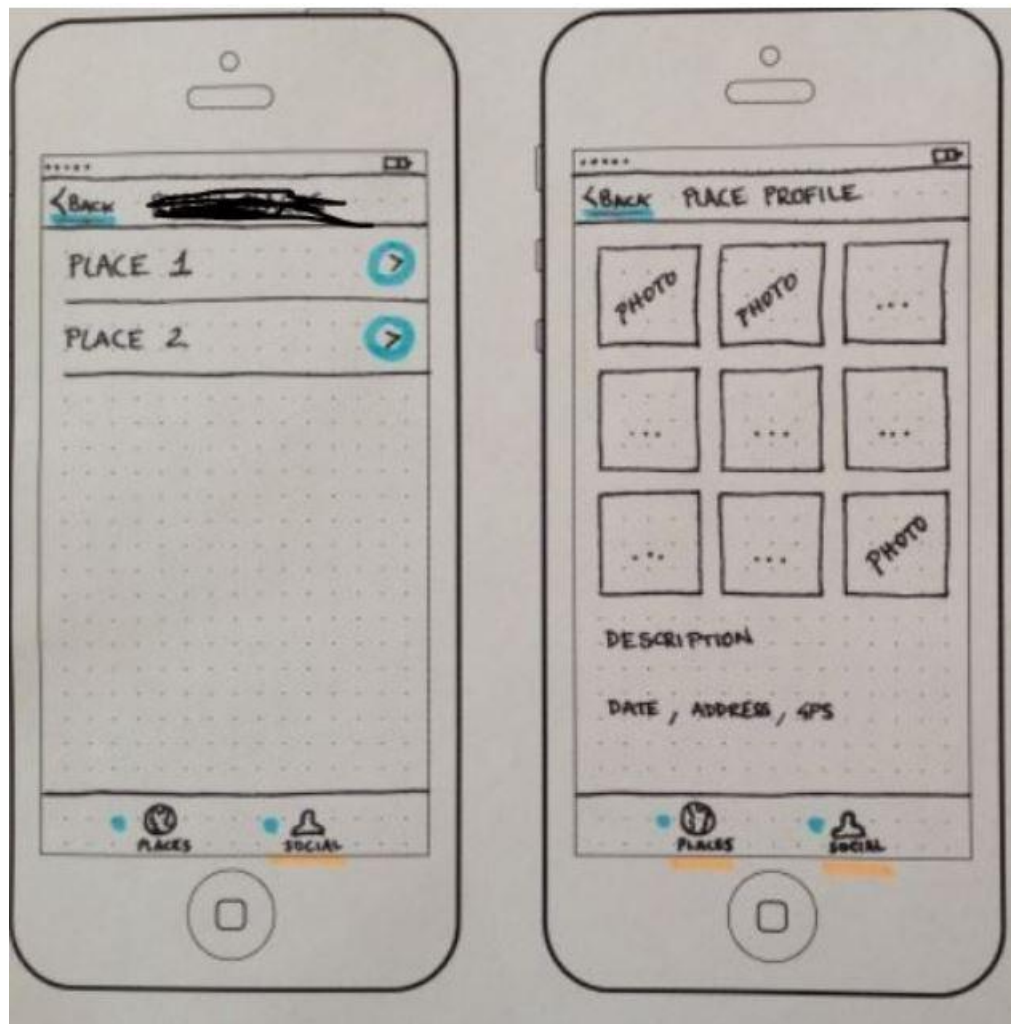 <BACK
PLACE 1 >
PLACE 2 >
PLACES SOCIAL
<BACK PLACE PROFILE
PHOTO PHOTO ...
... ... ...
... ... PHOTO
DESCRIPTION
DATE, ADDRESS, GPS
PLACES SOCIAL